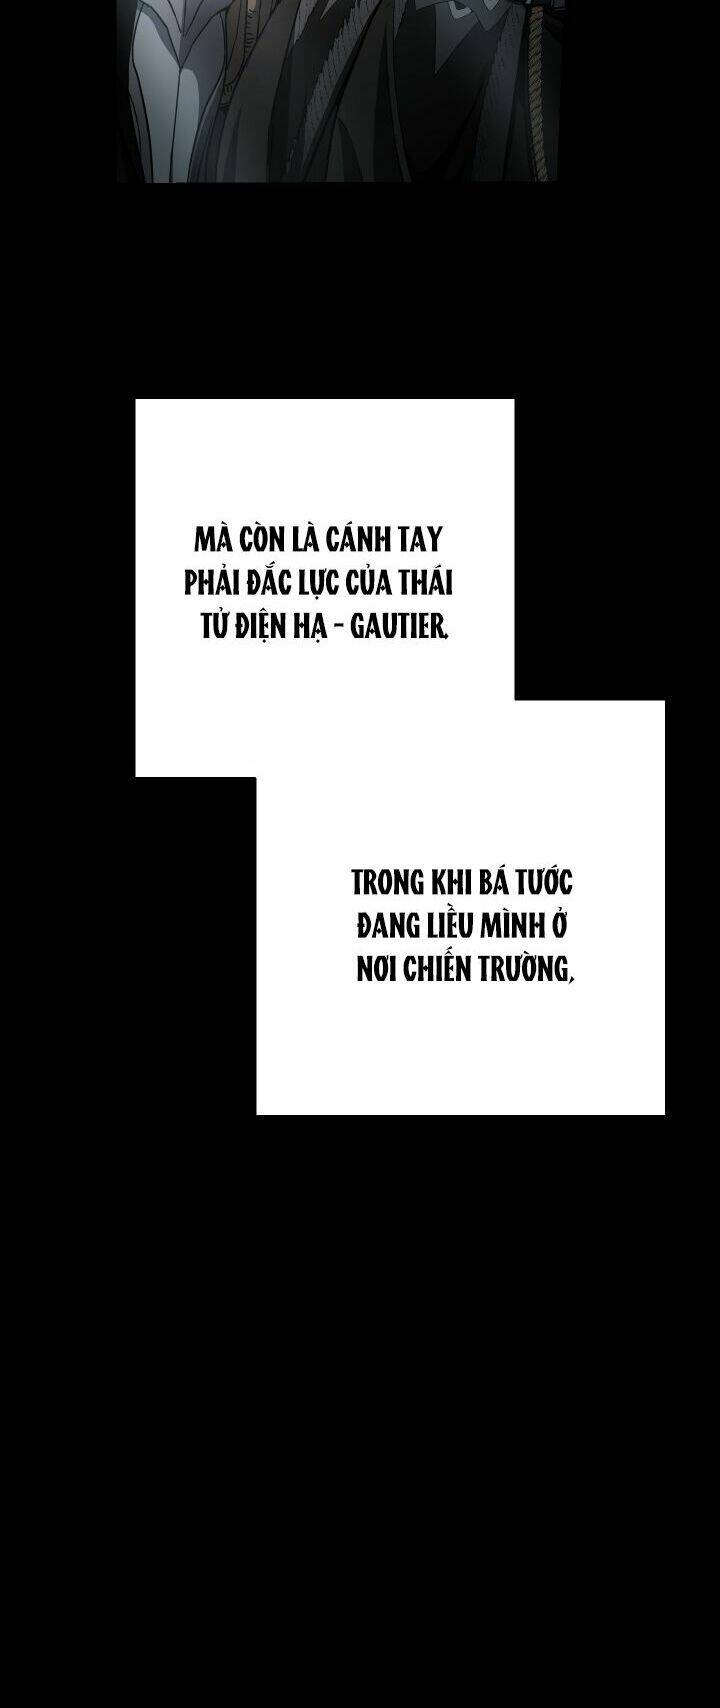 MÀ CÒN LÀ CÁNH TAY
PHẢI ĐẮC LỰC CỦA THÁI
TỬ ĐIỆN HẠ - GAUTIER.
TRONG KHI BÁ TƯỚC
ĐANG LIỀU MÌNH Ở
NƠI CHIẾN TRƯỜNG,